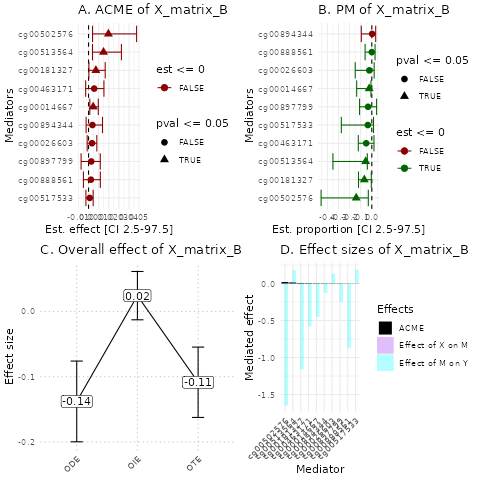 A. ACME of X_matrix_B
Mediators
cg00502576
cg00513564
cg00181327
cg00463171
cg00014667
cg00894344
cg00026603
cg00897799
cg00888561
cg00517533
Est. effect [CI 2.5-97.5]
est <= 0
FALSE
pval <= 0.05
FALSE
TRUE
B. PM of X_matrix_B
Mediators
cg00894344
cg00888561
cg00026603
cg00014667
cg00897799
cg00517533
cg00463171
cg00513564
cg00181327
cg00502576
Est. proportion [CI 2.5-97.5]
pval <= 0.05
FALSE
TRUE
est <= 0
FALSE
TRUE
C. Overall effect of X_matrix_B
Effect size
0.0
-0.1
-0.2
-0.14
0.02
-0.11
ODE
OIE
OTE
D. Effect sizes of X_matrix_B
Mediated effect
0.0
-0.5
-1.0
-1.5
Mediator
Effects
ACME
Effect of X on M
Effect of M on Y